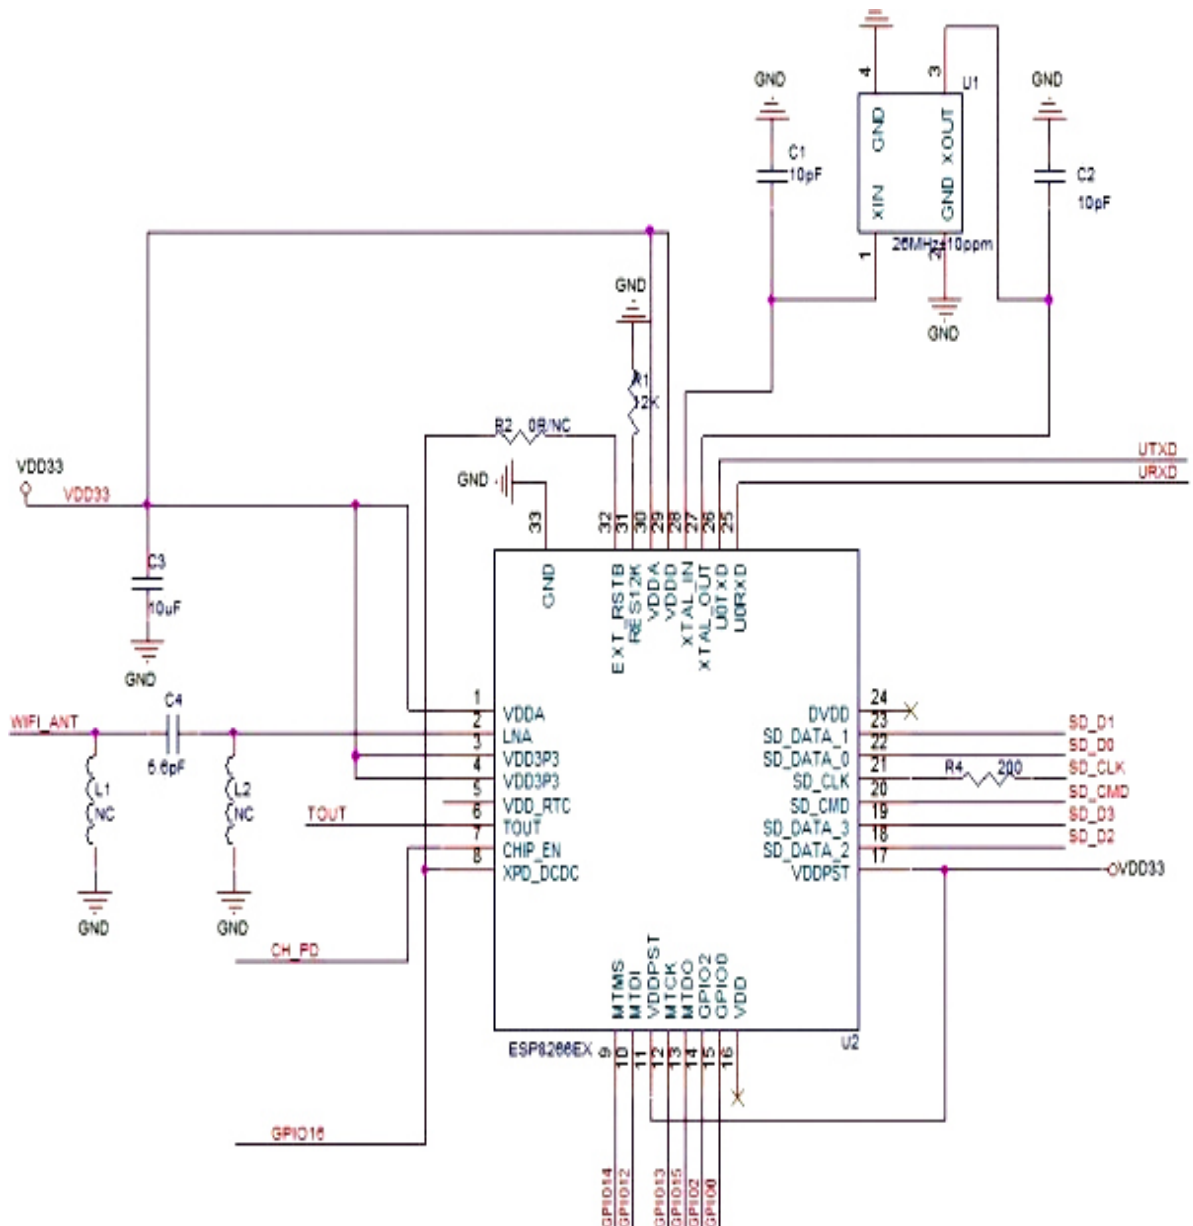 GND
GND
4
3
U1
GND
XOUT
XIN
GND
C1
10pF
C2
10pF
26MHz±10ppm
1
2
GND
GND
R1
12K
R2 0R/NC
UTXD
URXD
GND
VDD33
VDD33
33
32
31
30
29
28
27
26
25
GND
EXT_RSTB
RES12K
VDDA
VDDD
XTAL_IN
XTAL_OUT
U0TXD
U0RXD
C3
10uF
GND
WIFI_ANT
C4
5.6pF
L1
NC
L2
NC
GND
GND
1
VDDA
2
LNA
3
VDD3P3
4
VDD3P3
5
VDD_RTC
TOUT
6
TOUT
7
CHIP_EN
8
XPD_DCDC
24
DVDD
23
SD_DATA_1
SD_D1
22
SD_DATA_0
SD_D0
21
SD_CLK
R4 200
SD_CLK
20
SD_CMD
SD_CMD
19
SD_DATA_3
SD_D3
18
SD_DATA_2
SD_D2
17
VDDPST
VDD33
CH_PD
MTMS
MTDI
VDDPST
MTCK
MTDO
GPIO2
GPIO0
VDD
ESP8266EX
U2
9
10
11
12
13
14
15
16
GPIO16
GPIO14
GPIO12
GPIO13
GPIO15
GPIO2
GPIO0